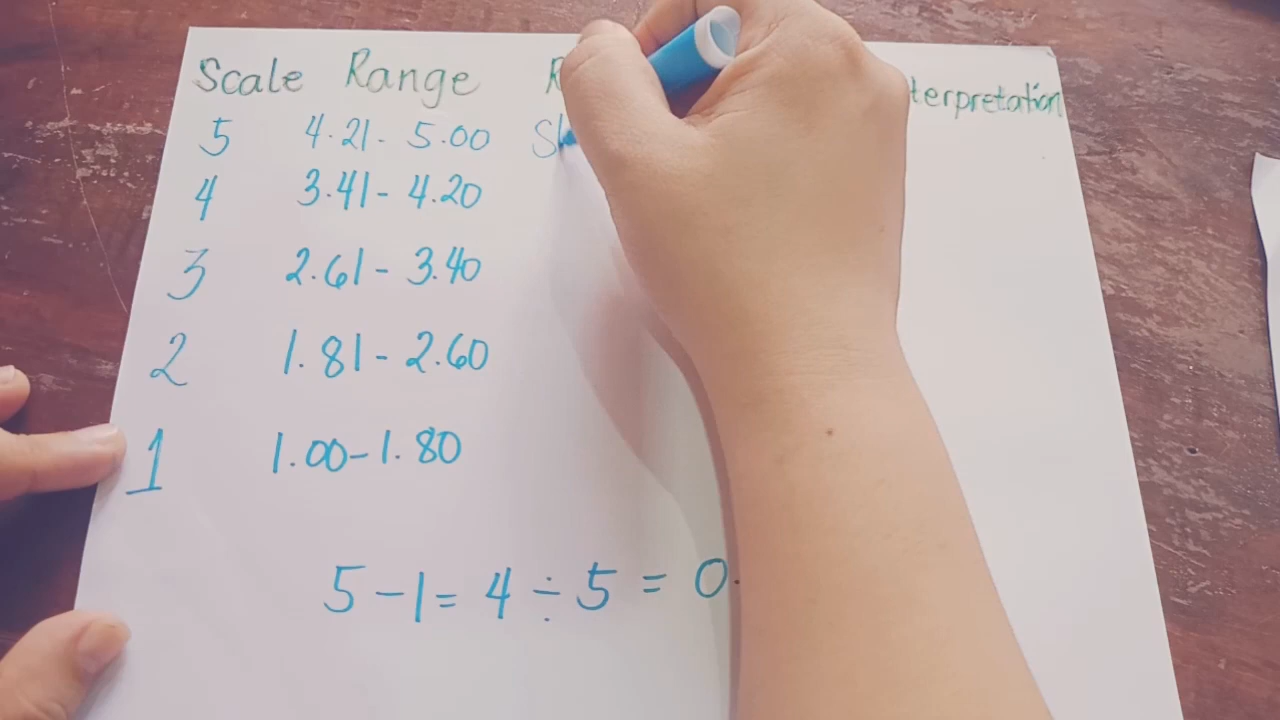 Scale Range
5 4.21 - 5.00
4 3.41 - 4.20
3 2.61 - 3.40
2 1.81 - 2.60
1 1.00 - 1.80
5 - 1 = 4 ÷ 5 = 0.